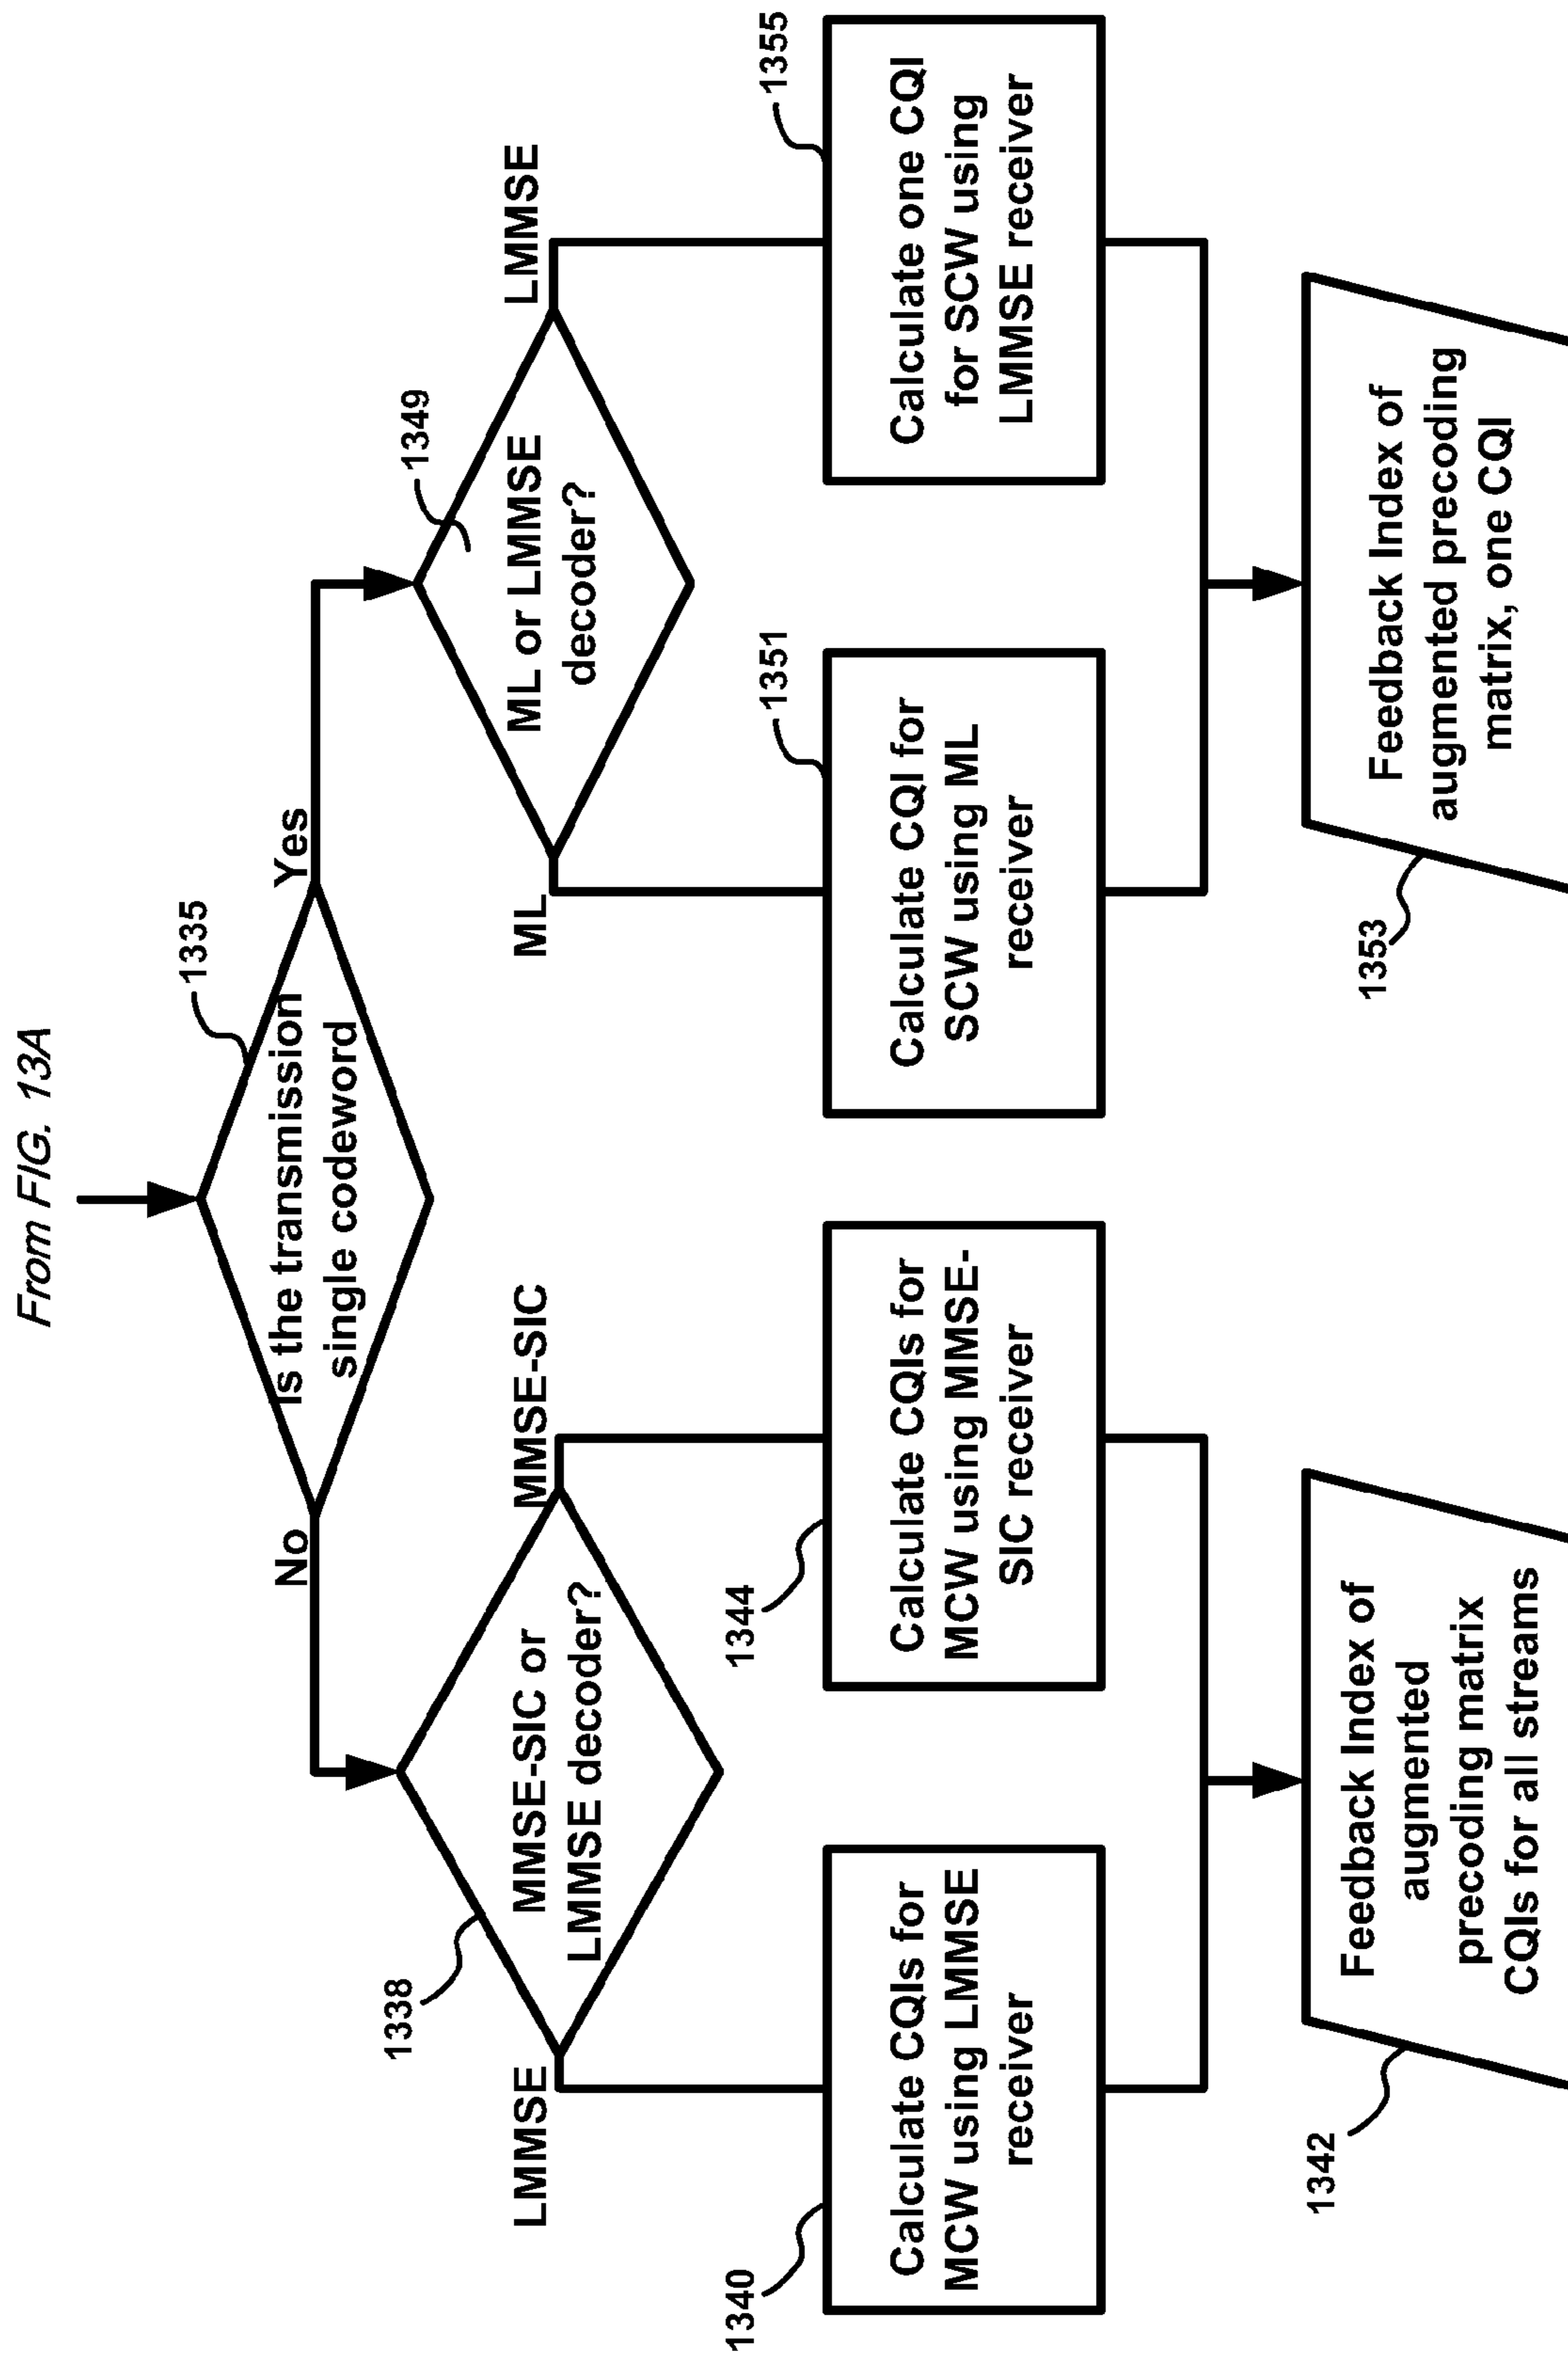 From FIG. 13A
1335
Is the transmission
single codeword
No
Yes
1338
MMSE-SIC or
LMMSE decoder?
LMMSE
MMSE-SIC
1349
ML or LMMSE
decoder?
ML
LMMSE
1340
Calculate CQIs for
MCW using LMMSE
receiver
1344
Calculate CQIs for
MCW using MMSE-
SIC receiver
1351
Calculate CQI for
SCW using ML
receiver
1355
Calculate one CQI
for SCW using
LMMSE receiver
1342
Feedback Index of
augmented
precoding matrix
CQIs for all streams
1353
Feedback Index of
augmented precoding
matrix, one CQI